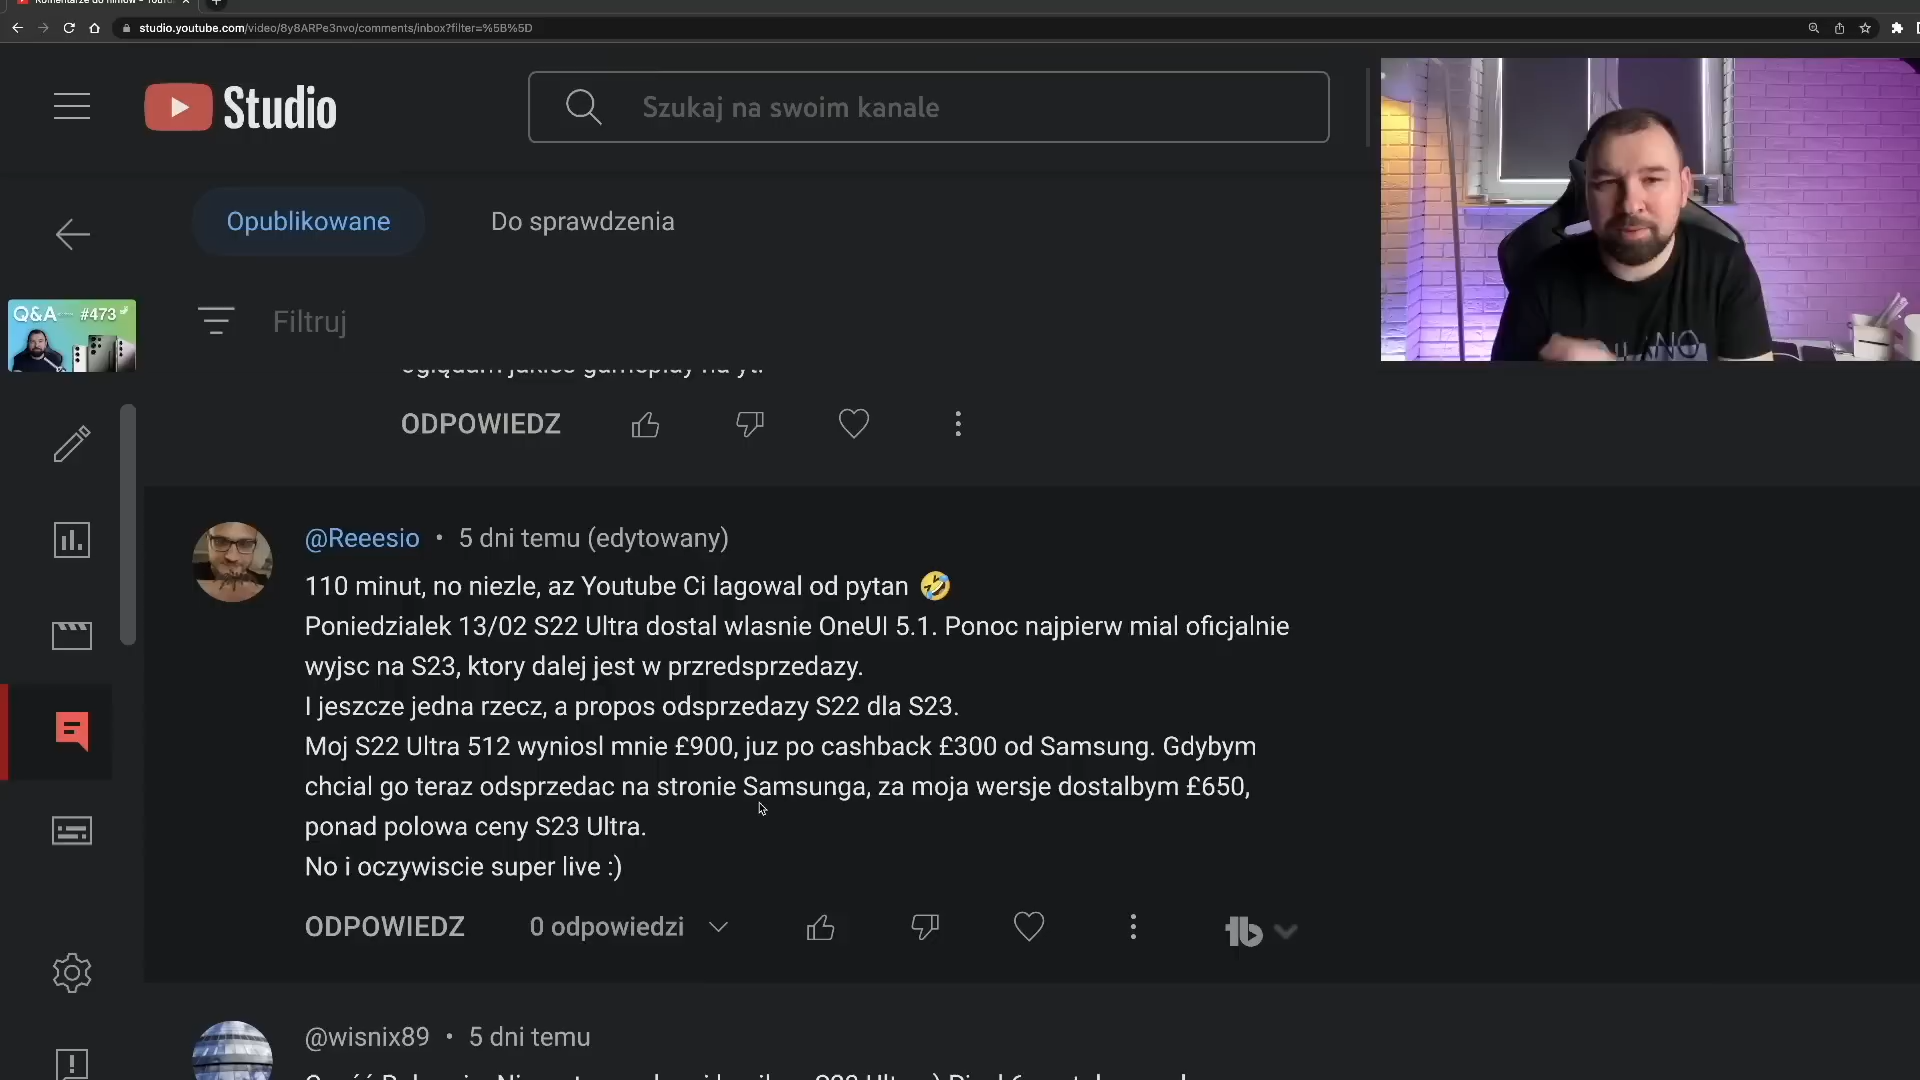 studio.youtube.com/video/8y8ARPe3nvo/comments/inbox?filter=%5B%5D
Studio
Szukaj na swoim kanale
Opublikowane
Do sprawdzenia
Q&A #473
Filtruj
ODPOWIEDZ
@Reeesio • 5 dni temu (edytowany)
110 minut, no niezle, az Youtube Ci lagowal od pytan 🤣
Poniedzialek 13/02 S22 Ultra dostal wlasnie OneUI 5.1. Ponoc najpierw mial oficjalnie
wyjsc na S23, ktory dalej jest w przredsprzedazy.
I jeszcze jedna rzecz, a propos odsprzedazy S22 dla S23.
Moj S22 Ultra 512 wyniosl mnie £900, juz po cashback £300 od Samsung. Gdybym
chcial go teraz odsprzedac na stronie Samsunga, za moja wersje dostalbym £650,
ponad polowa ceny S23 Ultra.
No i oczywiscie super live :)
ODPOWIEDZ
0 odpowiedzi
@wisnix89 • 5 dni temu